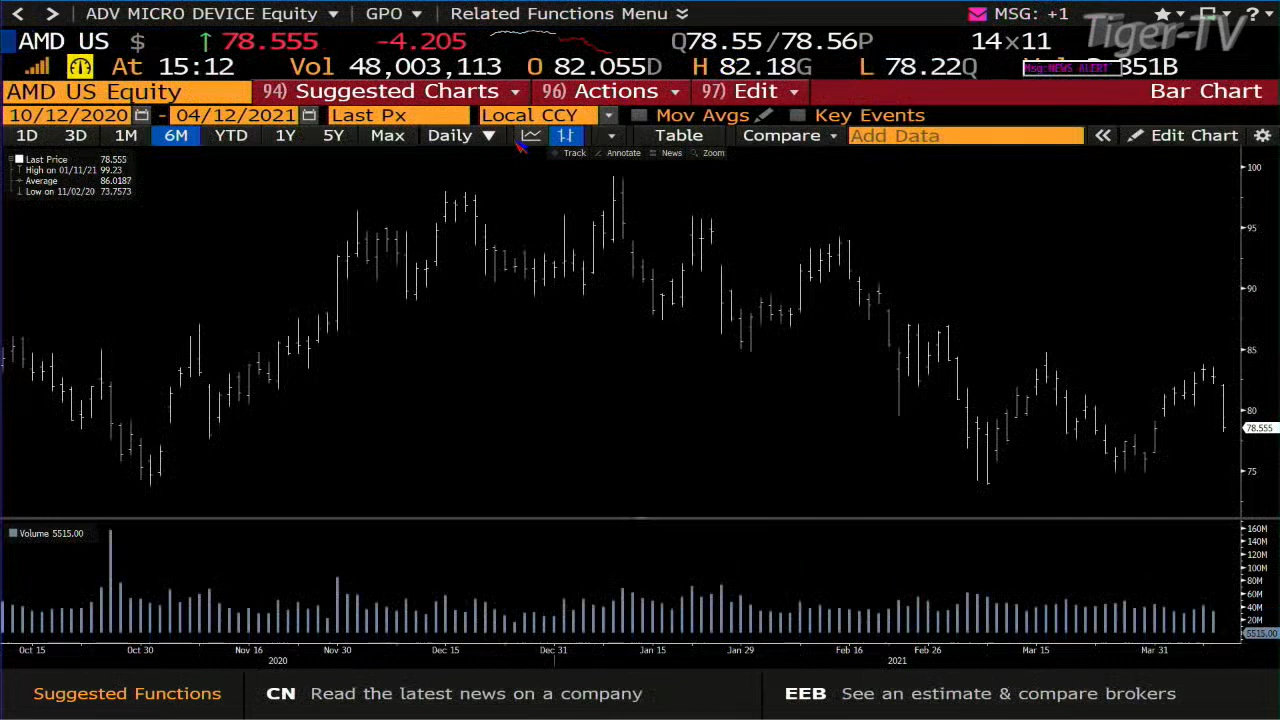 < > ADV MICRO DEVICE Equity ▼ GPO ▼ Related Functions Menu MSG: +1 ?
Tiger-TV
AMD US $ ↑ 78.555 -4.205 Q78.55/78.56P 14×11
At 15:12 Vol 48,003,113 O 82.055D H 82.18G L 78.22Q Msg:NEWS ALERT 351B
AMD US Equity 94) Suggested Charts 96) Actions 97) Edit Bar Chart
10/12/2020 - 04/12/2021 Last Px Local CCY Mov Avgs Key Events
1D 3D 1M 6M YTD 1Y 5Y Max Daily ▼ Table Compare Add Data « Edit Chart
Track Annotate News Zoom
Last Price 78.555
High on 01/11/21 99.23
Average 86.0187
Low on 11/02/20 73.7573
100
95
90
85
80
78.555
75
Volume 5515.00
160M
140M
120M
100M
80M
60M
40M
20M
5515.00
Oct 15 Oct 30 Nov 16 Nov 30 Dec 15 Dec 31 Jan 15 Jan 29 Feb 16 Feb 26 Mar 15 Mar 31
2020 2021
Suggested Functions CN Read the latest news on a company EEB See an estimate & compare brokers